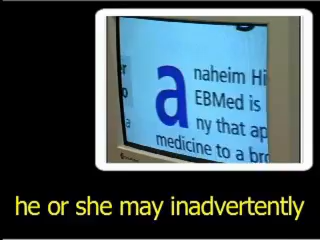 a
naheim Hi
EBMed is
ny that ap
medicine to a bro
he or she may inadvertently